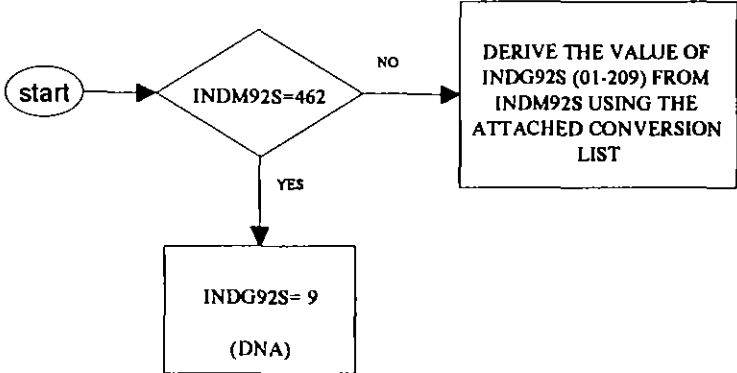 start
INDM92S=462
NO
DERIVE THE VALUE OF
INDG92S (01-209) FROM
INDM92S USING THE
ATTACHED CONVERSION
LIST
YES
INDG92S= 9
(DNA)